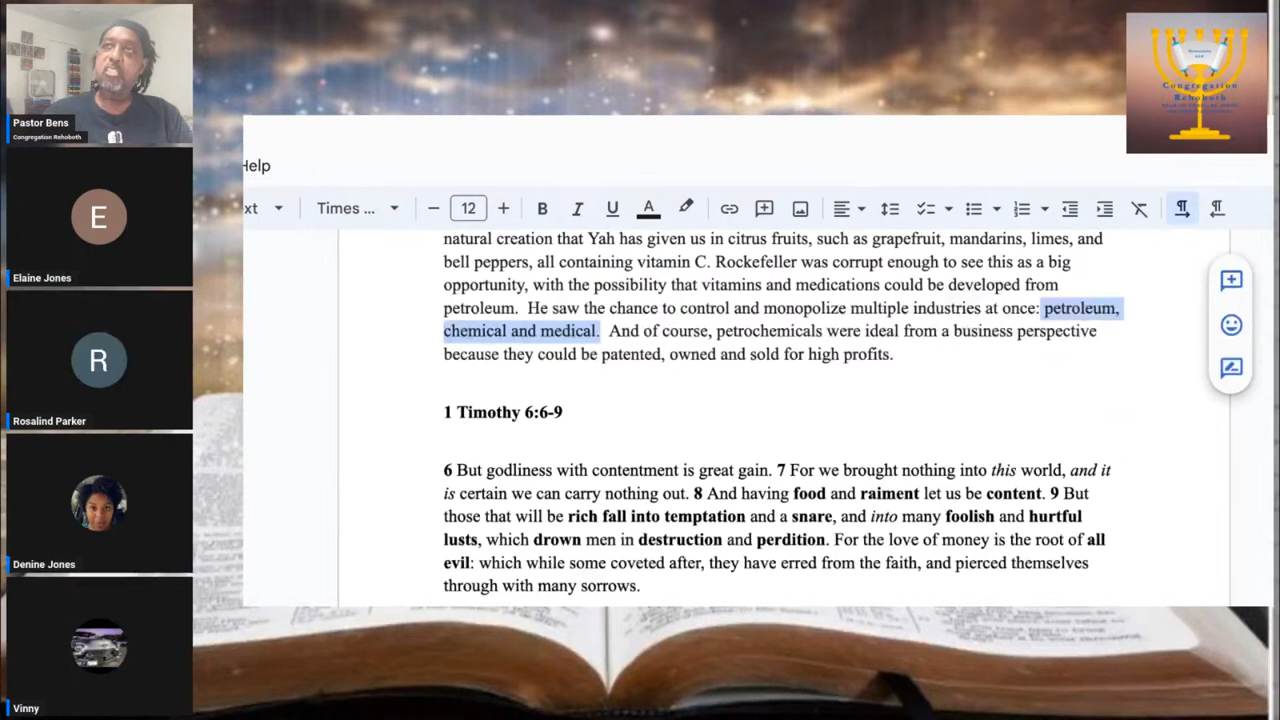 Pastor Bens
Congregation Rehoboth
E
Elaine Jones
R
Rosalind Parker
Denine Jones
Vinny
Congregation
Rehoboth
Help
xt
Times ...
12
B I U A
natural creation that Yah has given us in citrus fruits, such as grapefruit, mandarins, limes, and
bell peppers, all containing vitamin C. Rockefeller was corrupt enough to see this as a big
opportunity, with the possibility that vitamins and medications could be developed from
petroleum.  He saw the chance to control and monopolize multiple industries at once: petroleum,
chemical and medical.  And of course, petrochemicals were ideal from a business perspective
because they could be patented, owned and sold for high profits.
1 Timothy 6:6-9
6 But godliness with contentment is great gain. 7 For we brought nothing into this world, and it
is certain we can carry nothing out. 8 And having food and raiment let us be content. 9 But
those that will be rich fall into temptation and a snare, and into many foolish and hurtful
lusts, which drown men in destruction and perdition. For the love of money is the root of all
evil: which while some coveted after, they have erred from the faith, and pierced themselves
through with many sorrows.